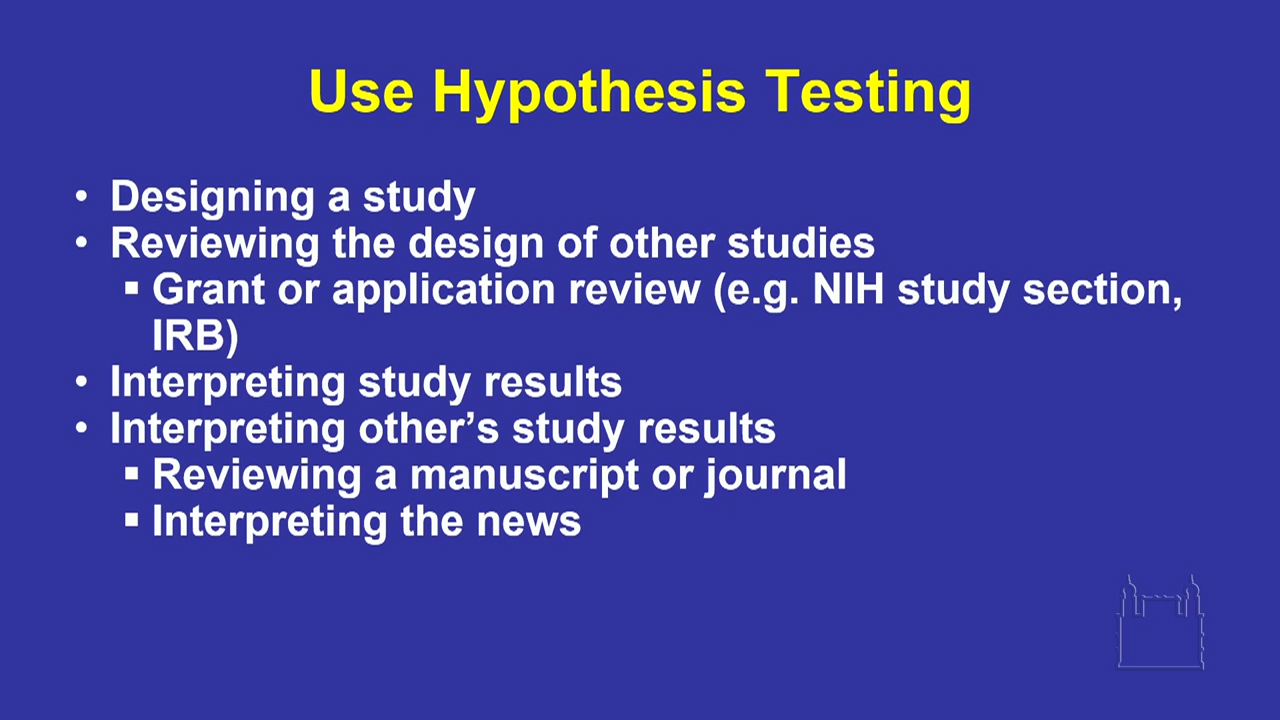 Use Hypothesis Testing
• Designing a study
• Reviewing the design of other studies
▪ Grant or application review (e.g. NIH study section,
IRB)
• Interpreting study results
• Interpreting other’s study results
▪ Reviewing a manuscript or journal
▪ Interpreting the news